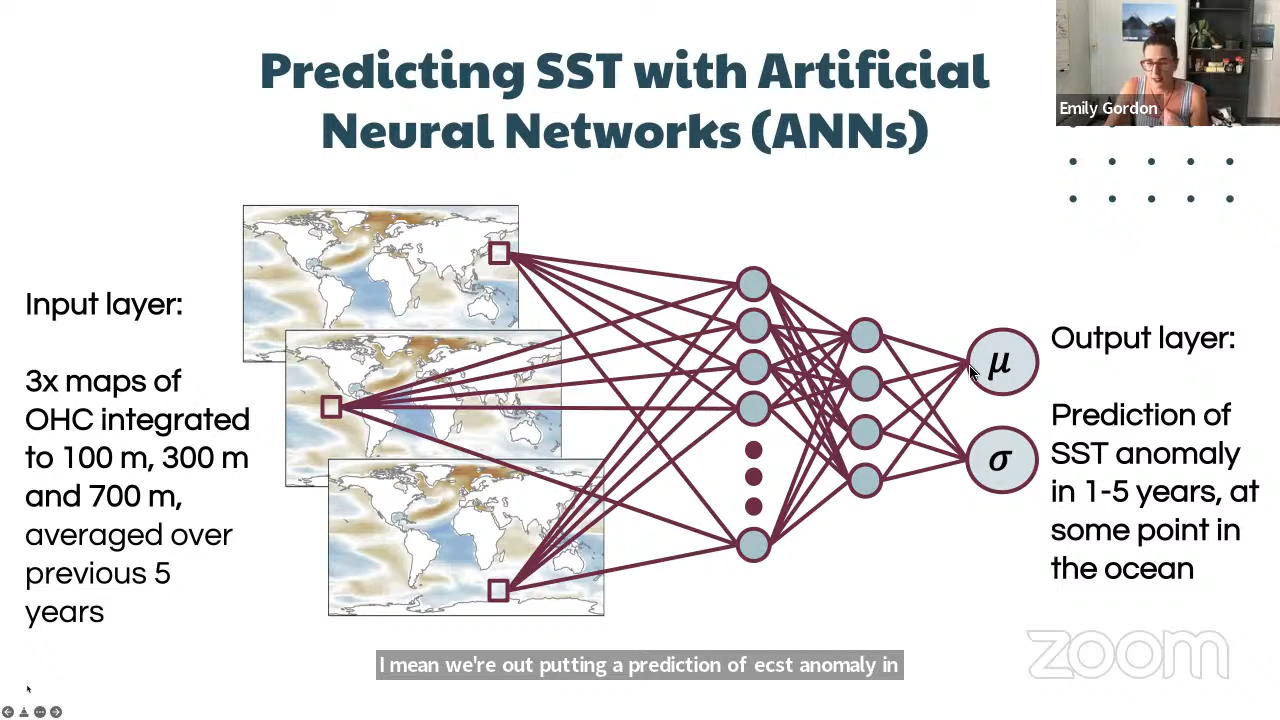 Predicting SST with Artificial
Neural Networks (ANNs)
Emily Gordon
Input layer:
3x maps of
OHC integrated
to 100 m, 300 m
and 700 m,
averaged over
previous 5
years
μ
σ
Output layer:
Prediction of
SST anomaly
in 1-5 years, at
some point in
the ocean
I mean we're out putting a prediction of ecst anomaly in
zoom